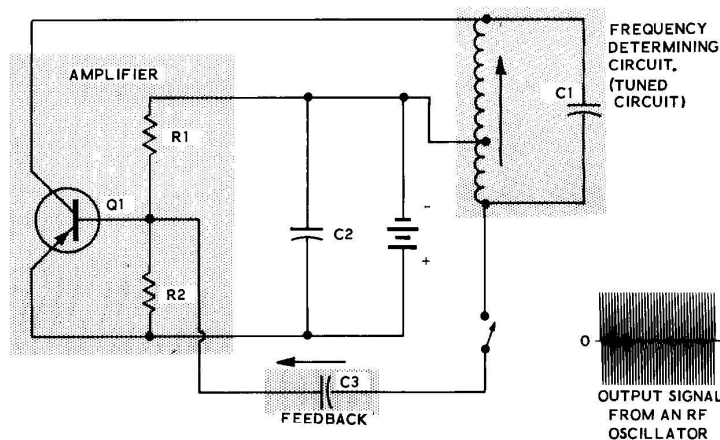 FREQUENCY
DETERMINING
CIRCUIT.
(TUNED
CIRCUIT)
AMPLIFIER
C1
R1
Q1
C2
-
+
R2
C3
FEEDBACK
0
OUTPUT SIGNAL
FROM AN RF
OSCILLATOR